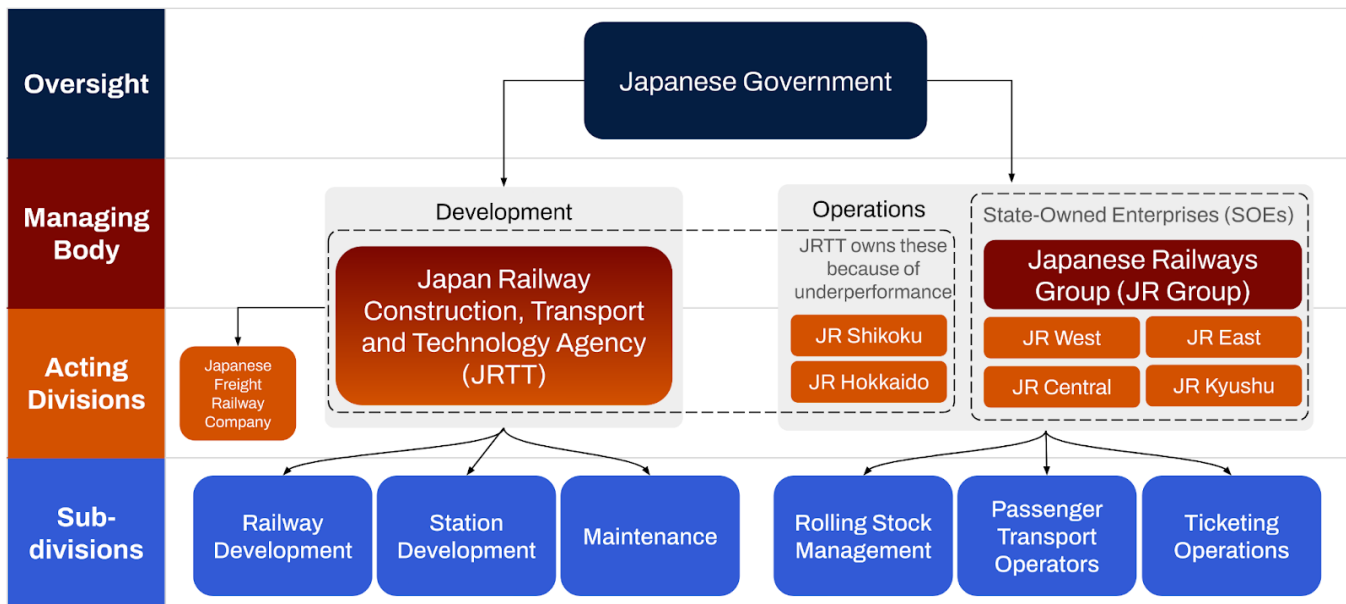 Oversight
Japanese Government
Managing
Body
Development
Operations
State-Owned Enterprises (SOEs)
JRTT owns these
because of
underperformance
Japan Railway
Construction, Transport
and Technology Agency
(JRTT)
Japanese Railways
Group (JR Group)
Acting
Divisions
Japanese
Freight
Railway
Company
JR Shikoku
JR Hokkaido
JR West
JR East
JR Central
JR Kyushu
Sub-
divisions
Railway
Development
Station
Development
Maintenance
Rolling Stock
Management
Passenger
Transport
Operators
Ticketing
Operations